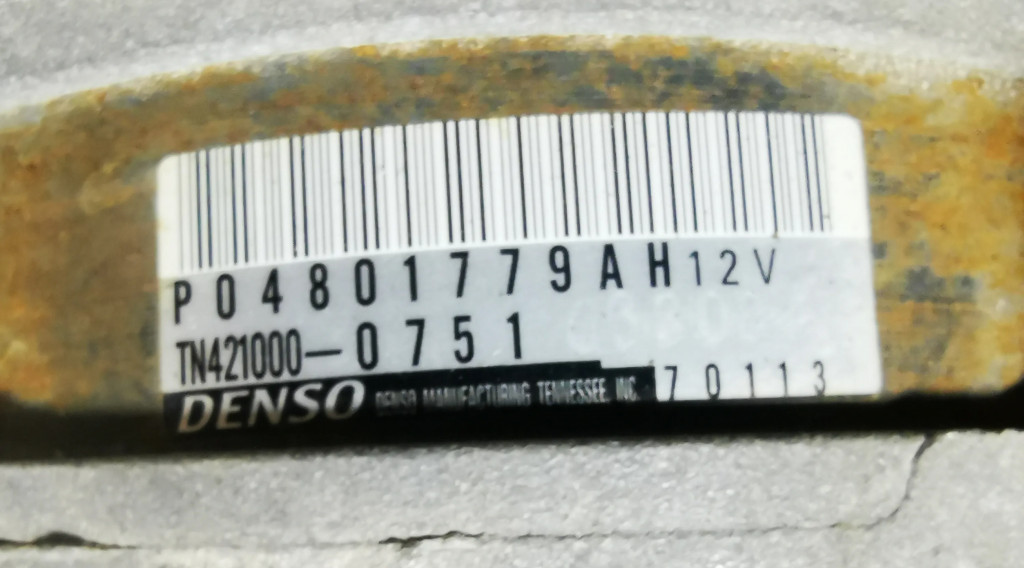 P04801779AH 12V
TN421000-0751
DENSO DENSO MANUFACTURING TENNESSEE, INC. 70113